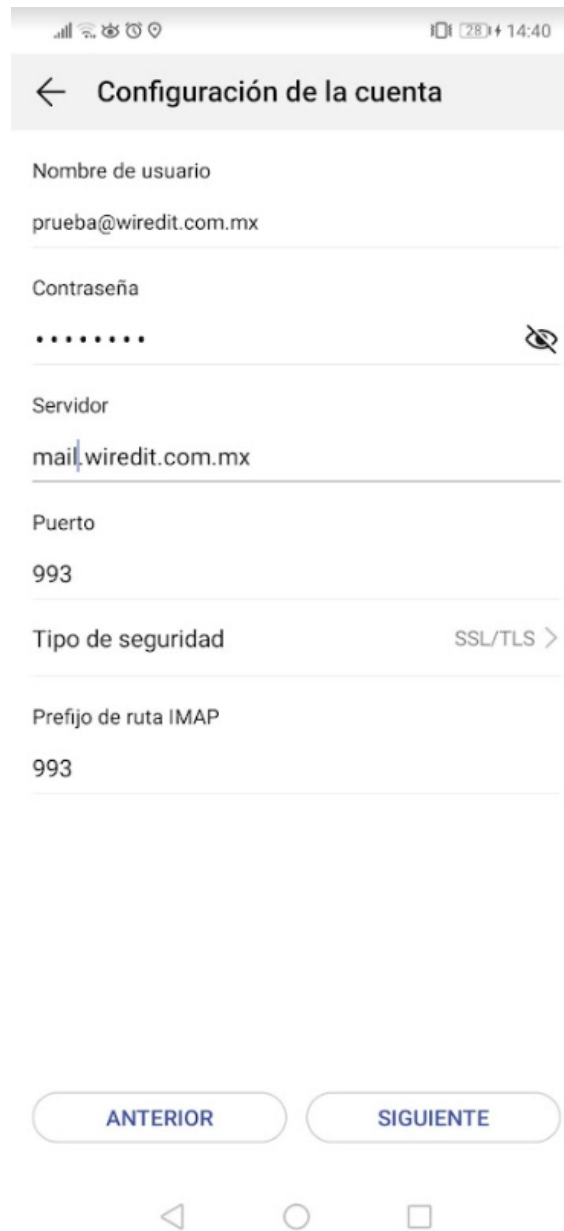 28 14:40
Configuración de la cuenta
Nombre de usuario
prueba@wiredit.com.mx
Contraseña
••••••••
Servidor
mail.wiredit.com.mx
Puerto
993
Tipo de seguridad SSL/TLS
Prefijo de ruta IMAP
993
ANTERIOR SIGUIENTE